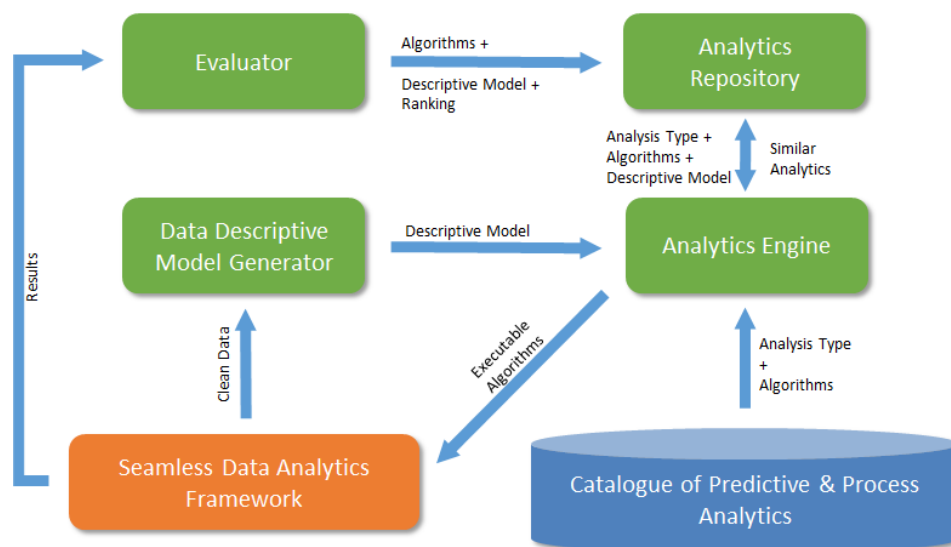 Evaluator
Algorithms +
Descriptive Model +
Ranking
Analytics
Repository
Analysis Type +
Algorithms +
Descriptive Model
Similar
Analytics
Data Descriptive
Model Generator
Descriptive Model
Analytics Engine
Results
Clean Data
Executable
Algorithms
Analysis Type
+
Algorithms
Seamless Data Analytics
Framework
Catalogue of Predictive & Process
Analytics